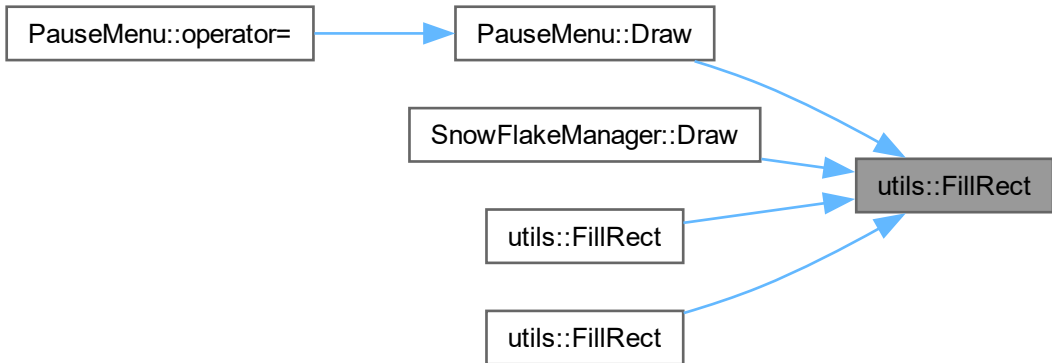 PauseMenu::operator=
PauseMenu::Draw
SnowFlakeManager::Draw
utils::FillRect
utils::FillRect
utils::FillRect